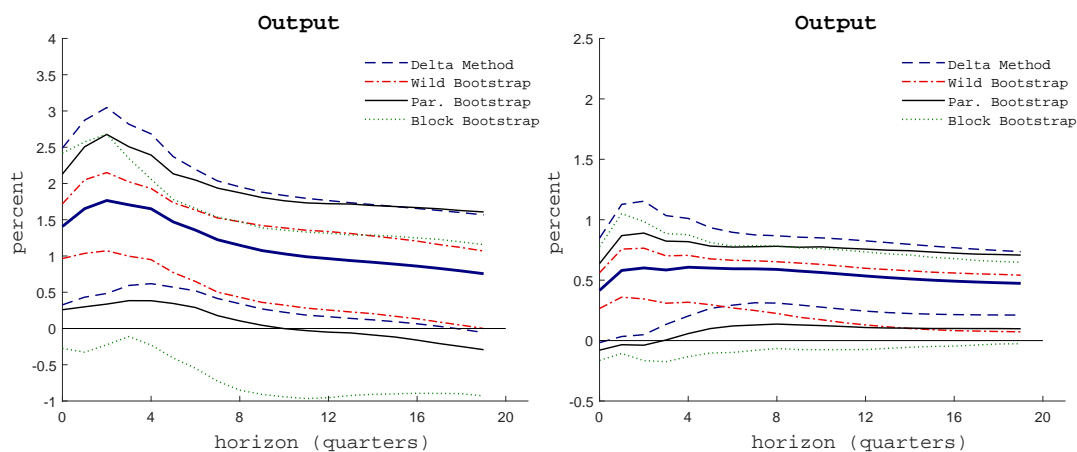 Output
percent
4
3.5
3
2.5
2
1.5
1
0.5
0
-0.5
-1
Delta Method
Wild Bootstrap
Par. Bootstrap
Block Bootstrap
0 4 8 12 16 20
horizon (quarters)
Output
percent
2.5
2
1.5
1
0.5
0
-0.5
Delta Method
Wild Bootstrap
Par. Bootstrap
Block Bootstrap
0 4 8 12 16 20
horizon (quarters)